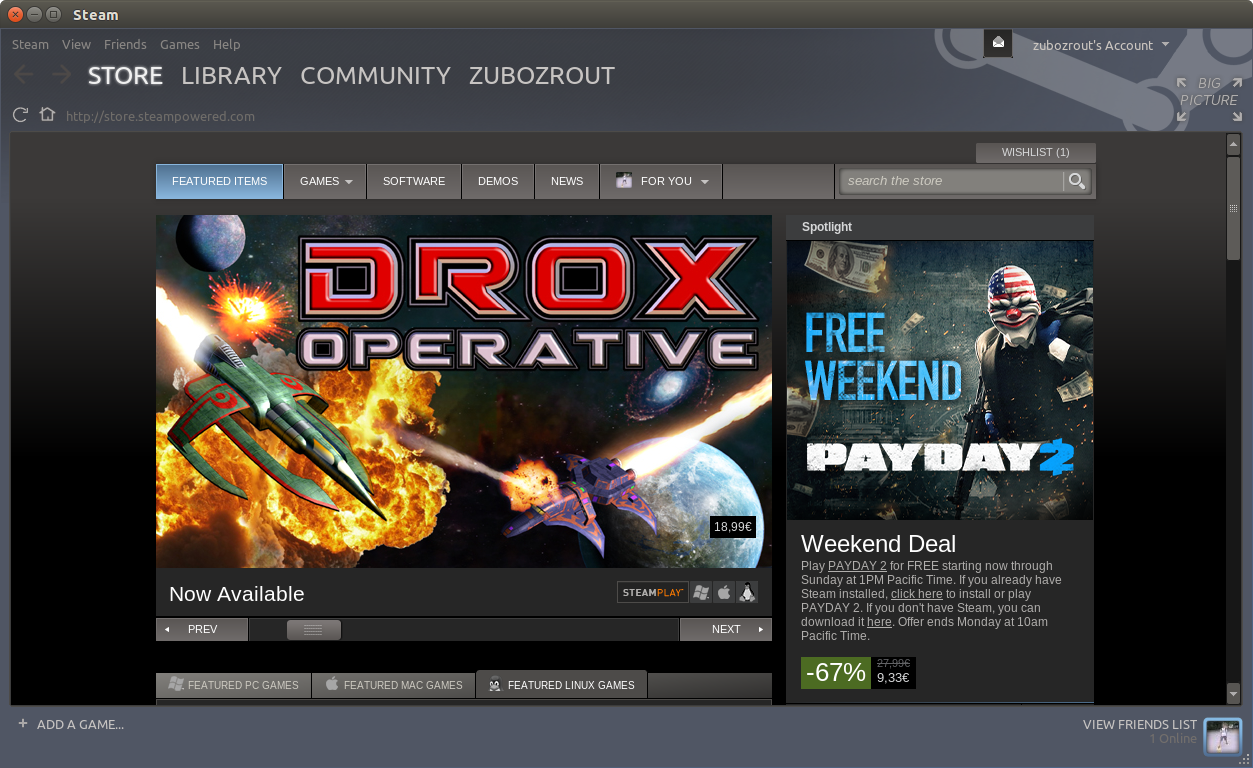 Steam
Steam View Friends Games Help
zubozrout's Account
STORE LIBRARY COMMUNITY ZUBOZROUT
BIG PICTURE
http://store.steampowered.com
WISHLIST (1)
FEATURED ITEMS GAMES SOFTWARE DEMOS NEWS FOR YOU
search the store
DROX
OPERATIVE
18,99€
Now Available
STEAMPLAY
PREV NEXT
FEATURED PC GAMES FEATURED MAC GAMES FEATURED LINUX GAMES
Spotlight
FREE
WEEKEND
PAYDAY 2
Weekend Deal
Play PAYDAY 2 for FREE starting now through
Sunday at 1PM Pacific Time. If you already have
Steam installed, click here to install or play
PAYDAY 2. If you don't have Steam, you can
download it here. Offer ends Monday at 10am
Pacific Time.
-67%
27,99€
9,33€
+ ADD A GAME...
VIEW FRIENDS LIST
1 Online